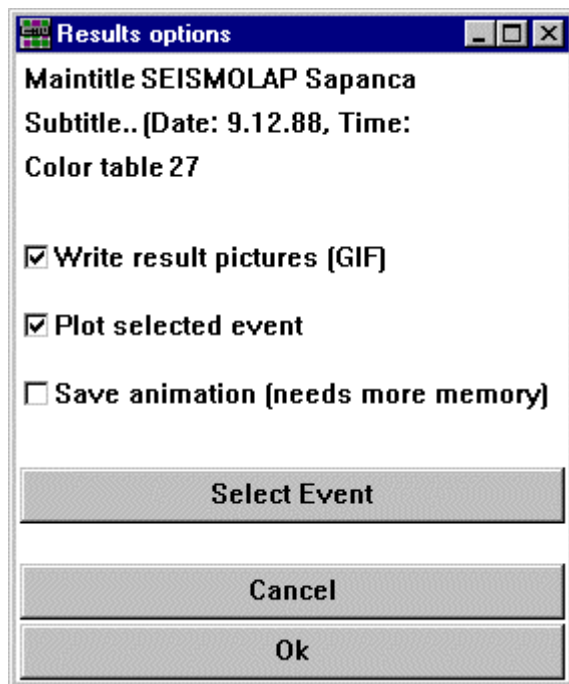 Results options
Maintitle SEISMOLAP Sapanca
Subtitle.. (Date: 9.12.88, Time:
Color table 27
Write result pictures (GIF)
Plot selected event
Save animation (needs more memory)
Select Event
Cancel
Ok